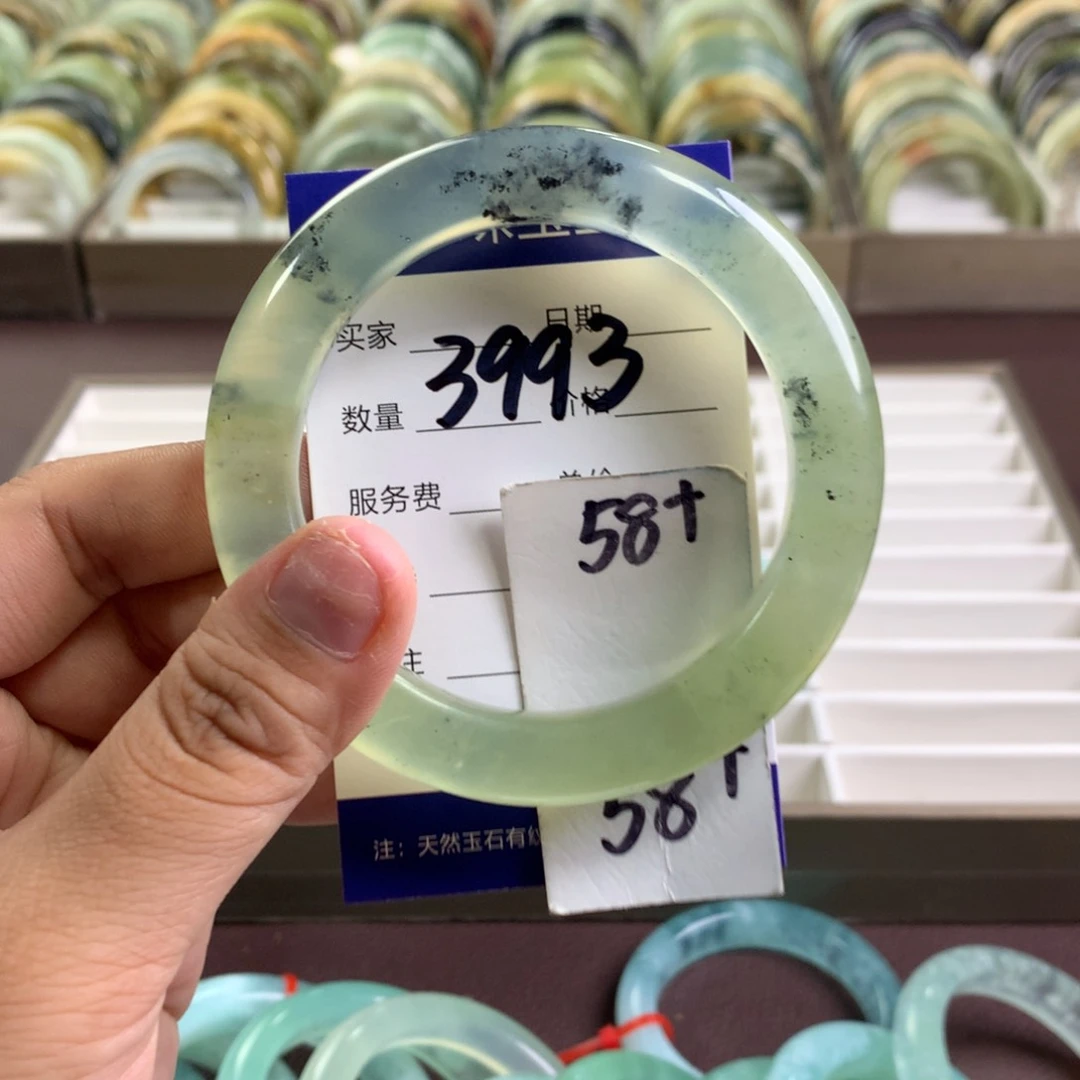 买家 日期
3993
数量 价格
服务费
58+
注
58+
注：天然玉石有